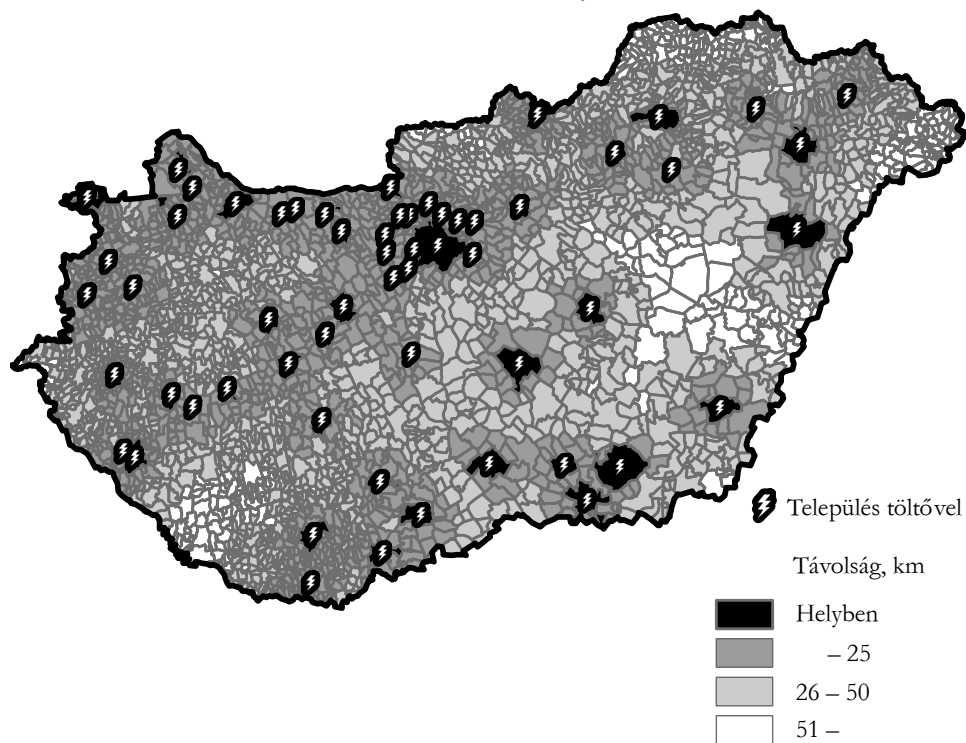 Település töltővel
Távolság, km
Helyben
– 25
26 – 50
51 –